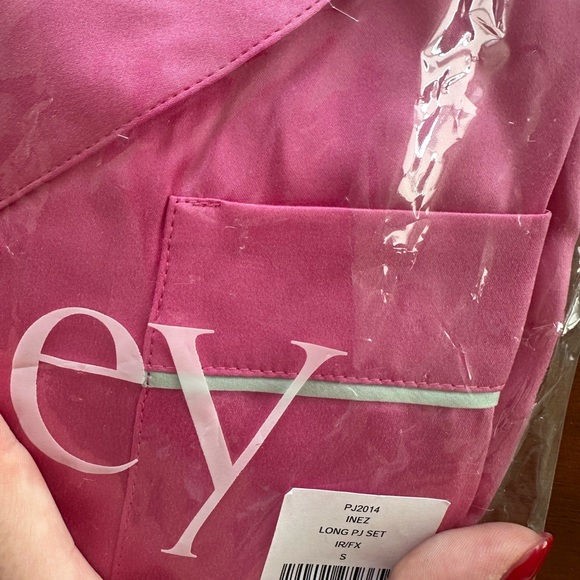 ey
PJ2014
INEZ
LONG PJ SET
IR/FX
S